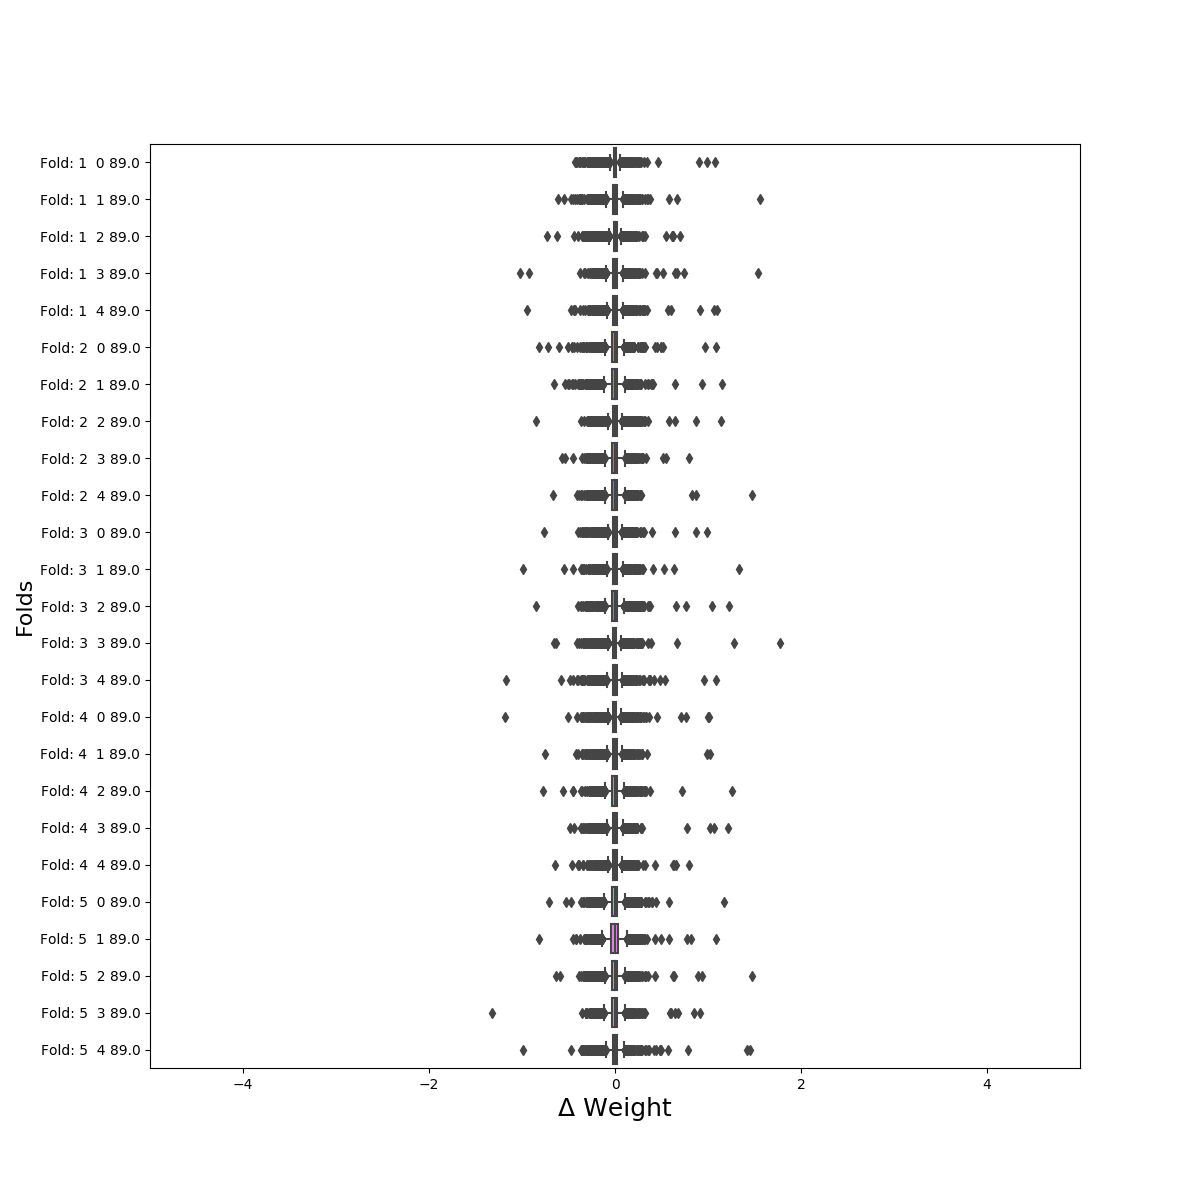 Fold: 1  0 89.0
Fold: 1  1 89.0
Fold: 1  2 89.0
Fold: 1  3 89.0
Fold: 1  4 89.0
Fold: 2  0 89.0
Fold: 2  1 89.0
Fold: 2  2 89.0
Fold: 2  3 89.0
Fold: 2  4 89.0
Fold: 3  0 89.0
Fold: 3  1 89.0
Fold: 3  2 89.0
Fold: 3  3 89.0
Fold: 3  4 89.0
Fold: 4  0 89.0
Fold: 4  1 89.0
Fold: 4  2 89.0
Fold: 4  3 89.0
Fold: 4  4 89.0
Fold: 5  0 89.0
Fold: 5  1 89.0
Fold: 5  2 89.0
Fold: 5  3 89.0
Fold: 5  4 89.0
Folds
−4 −2 0 2 4
Δ Weight